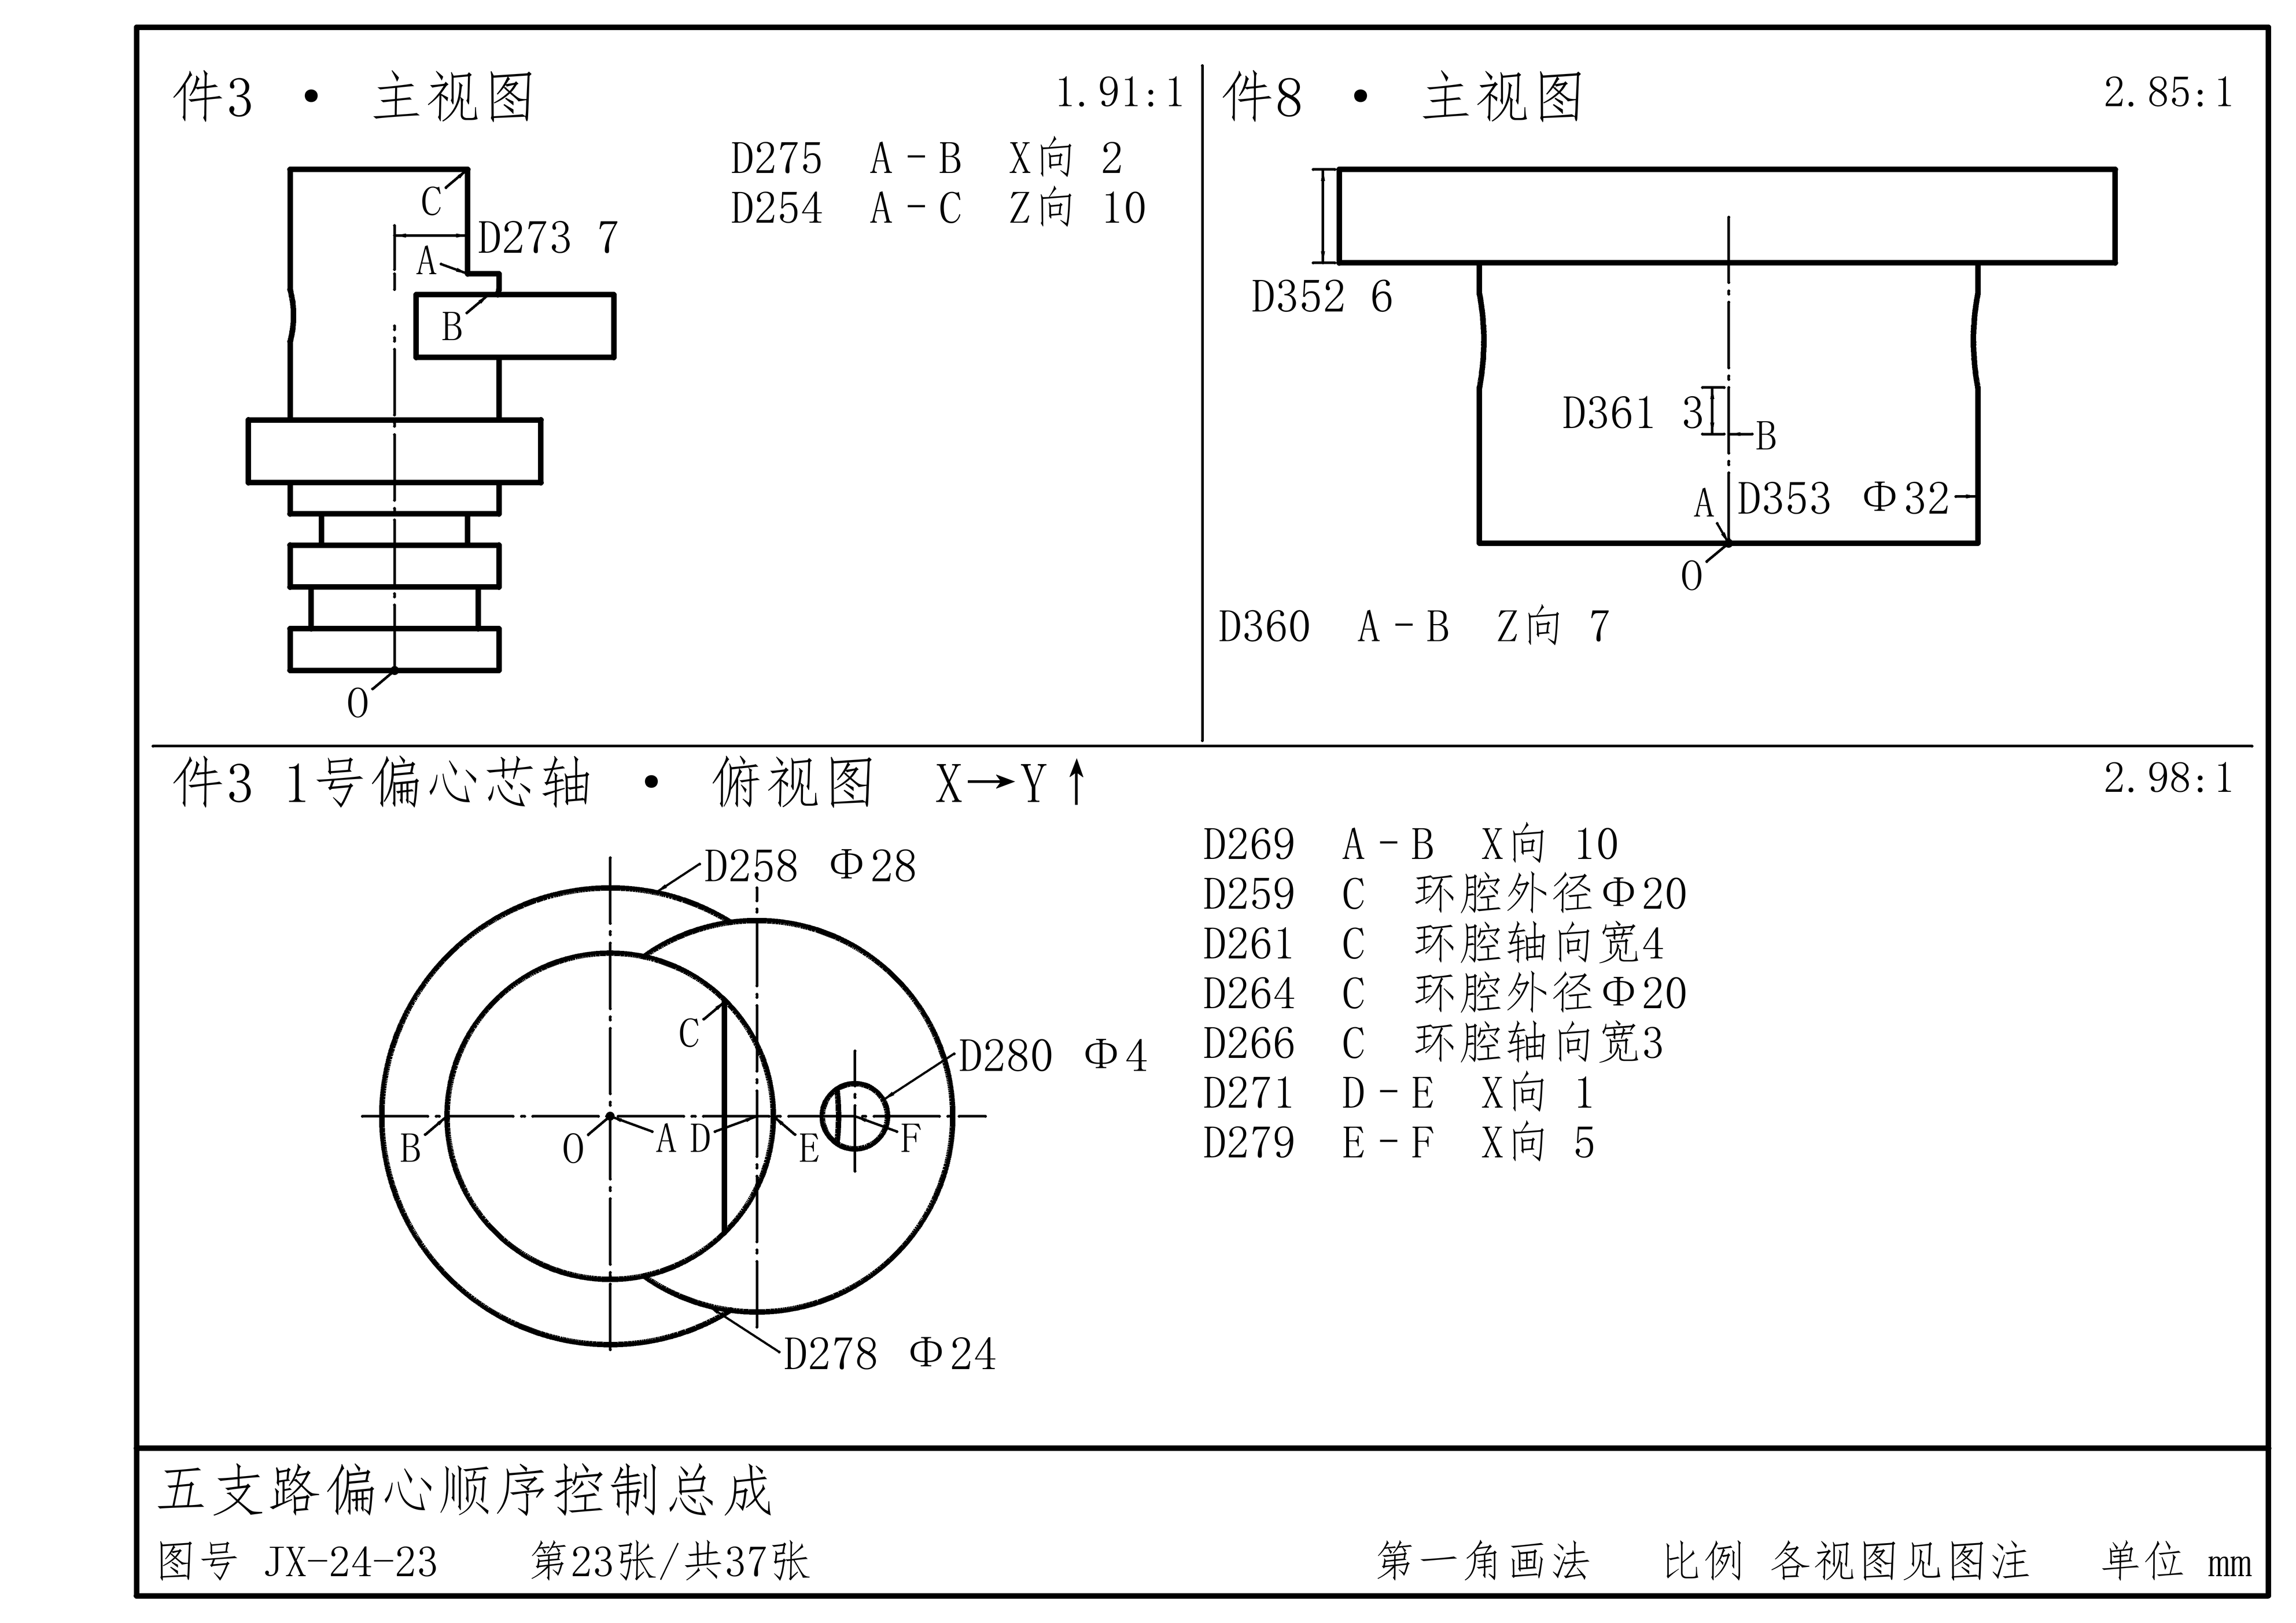 件3 • 主视图 1.91:1
D275 A-B X向 2
D254 A-C Z向 10
C
D273 7
A
B
O
件8 • 主视图 2.85:1
D352 6
D361 3
B
A D353 Φ32
O
D360 A-B Z向 7
件3 1号偏心芯轴 • 俯视图 X→Y↑ 2.98:1
D258 Φ28
C
D280 Φ4
B O A D E F
D278 Φ24
D269 A-B X向 10
D259 C 环腔外径Φ20
D261 C 环腔轴向宽4
D264 C 环腔外径Φ20
D266 C 环腔轴向宽3
D271 D-E X向 1
D279 E-F X向 5
五支路偏心顺序控制总成
图号 JX-24-23 第23张/共37张 第一角画法 比例 各视图见图注 单位 mm